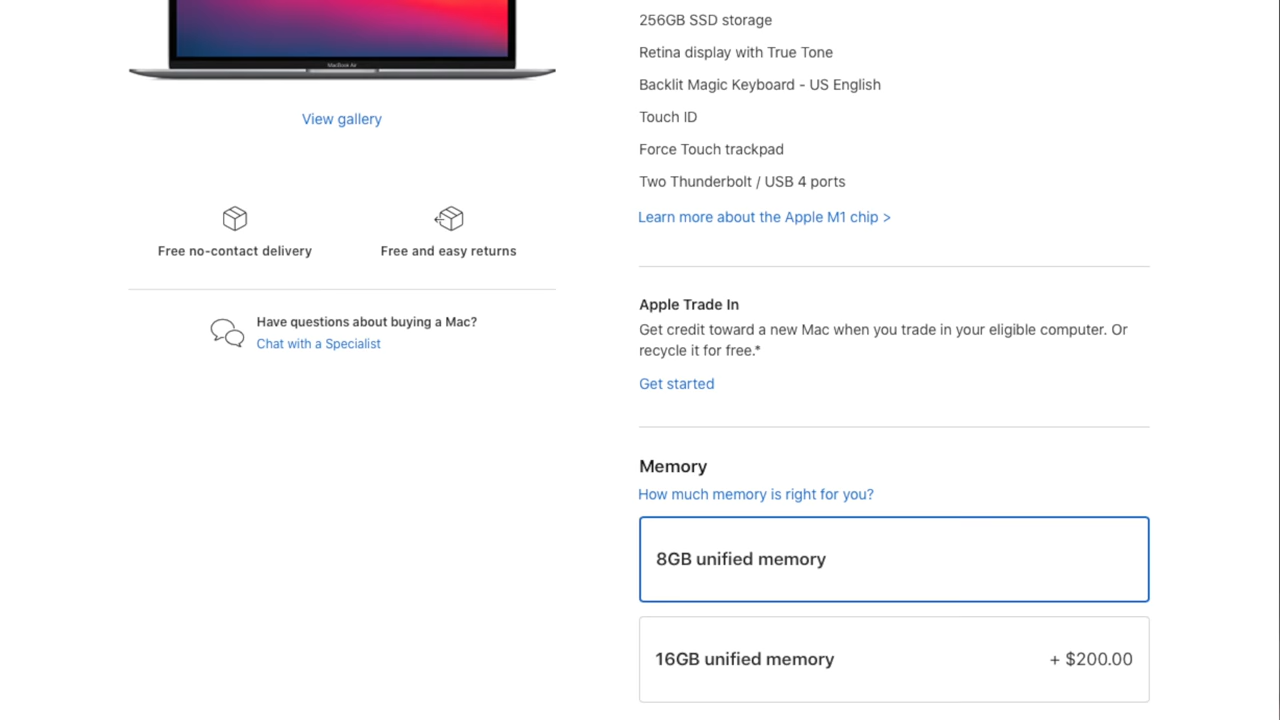 MacBook Air
View gallery
Free no-contact delivery
Free and easy returns
Have questions about buying a Mac?
Chat with a Specialist
256GB SSD storage
Retina display with True Tone
Backlit Magic Keyboard - US English
Touch ID
Force Touch trackpad
Two Thunderbolt / USB 4 ports
Learn more about the Apple M1 chip >
Apple Trade In
Get credit toward a new Mac when you trade in your eligible computer. Or
recycle it for free.*
Get started
Memory
How much memory is right for you?
8GB unified memory
16GB unified memory + $200.00